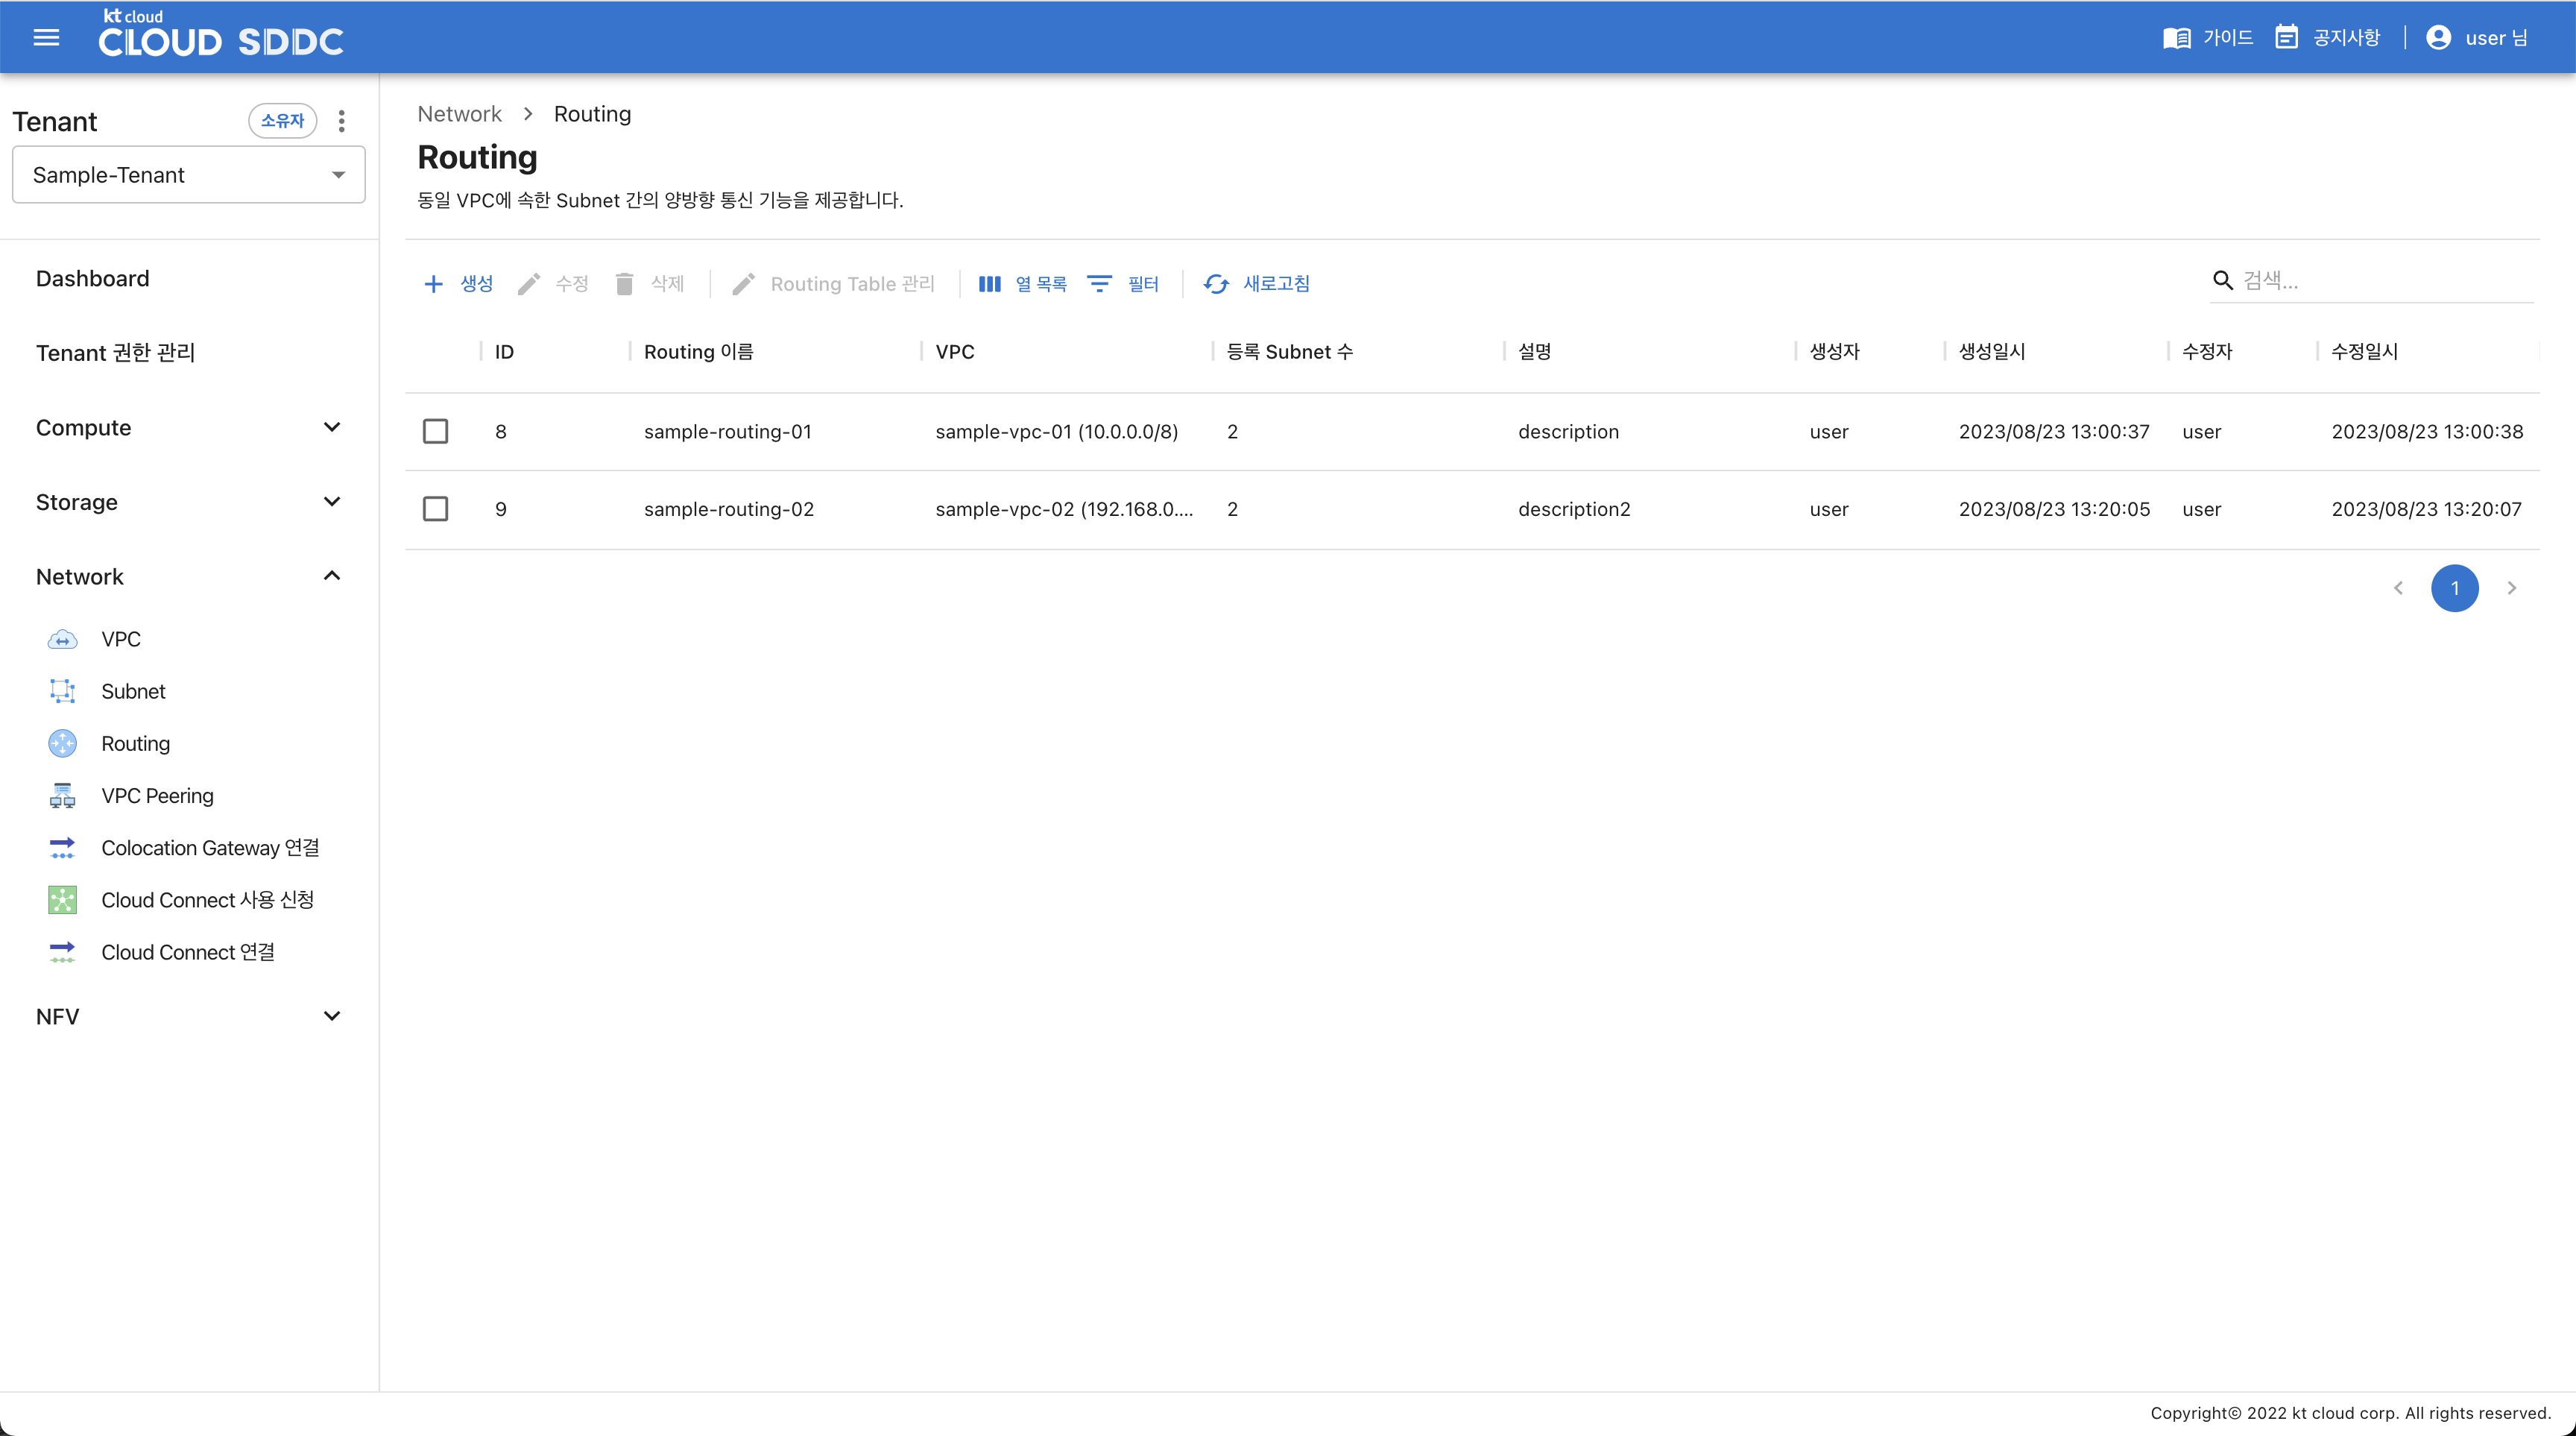 kt cloud
CLOUD SDDC
가이드
공지사항
user 님
Tenant
소유자
Sample-Tenant
Dashboard
Tenant 권한 관리
Compute
Storage
Network
VPC
Subnet
Routing
VPC Peering
Colocation Gateway 연결
Cloud Connect 사용 신청
Cloud Connect 연결
NFV
Network > Routing
Routing
동일 VPC에 속한 Subnet 간의 양방향 통신 기능을 제공합니다.
생성 수정 삭제 Routing Table 관리 열 목록 필터 새로고침 검색...
ID Routing 이름 VPC 등록 Subnet 수 설명 생성자 생성일시 수정자 수정일시
8 sample-routing-01 sample-vpc-01 (10.0.0.0/8) 2 description user 2023/08/23 13:00:37 user 2023/08/23 13:00:38
9 sample-routing-02 sample-vpc-02 (192.168.0.... 2 description2 user 2023/08/23 13:20:05 user 2023/08/23 13:20:07
1
Copyright© 2022 kt cloud corp. All rights reserved.